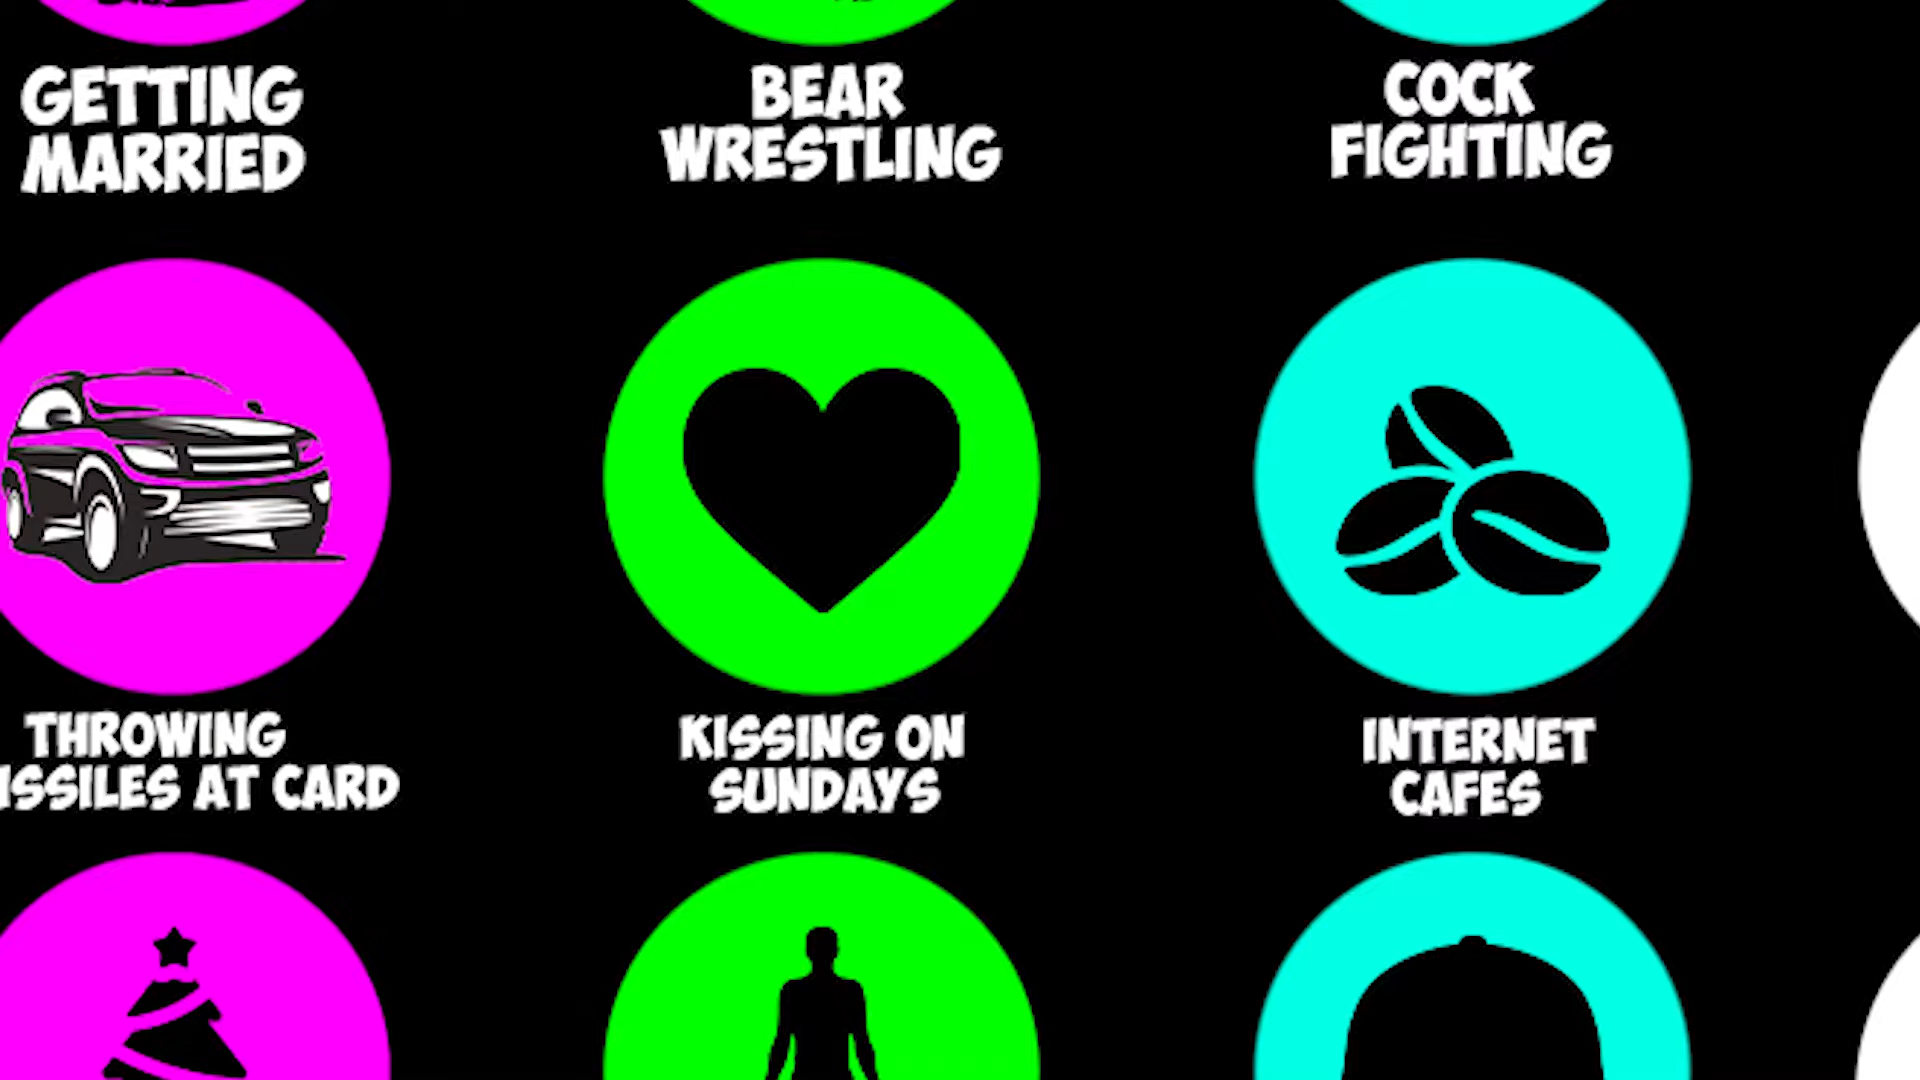 GETTING
MARRIED
BEAR
WRESTLING
COCK
FIGHTING
THROWING
ISSILES AT CARD
KISSING ON
SUNDAYS
INTERNET
CAFES